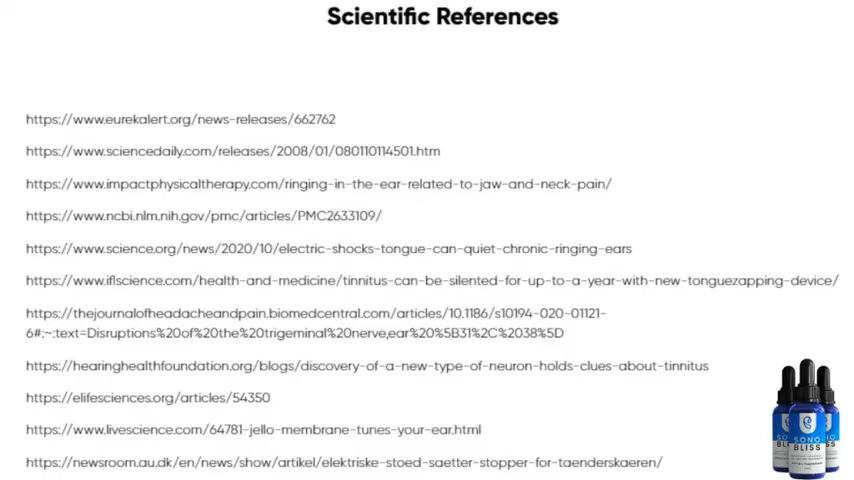 Scientific References
https://www.eurekalert.org/news-releases/662762
https://www.sciencedaily.com/releases/2008/01/080110114501.htm
https://www.impactphysicaltherapy.com/ringing-in-the-ear-related-to-jaw-and-neck-pain/
https://www.ncbi.nlm.nih.gov/pmc/articles/PMC2633109/
https://www.science.org/news/2020/10/electric-shocks-tongue-can-quiet-chronic-ringing-ears
https://www.iflscience.com/health-and-medicine/tinnitus-can-be-silented-for-up-to-a-year-with-new-tonguezapping-device/
https://thejournalofheadacheandpain.biomedcentral.com/articles/10.1186/s10194-020-01121-
6#:~:text=Disruptions%20of%20the%20trigeminal%20nerve,ear%20%5B31%2C%2038%5D
https://hearinghealthfoundation.org/blogs/discovery-of-a-new-type-of-neuron-holds-clues-about-tinnitus
https://elifesciences.org/articles/54350
https://www.livescience.com/64781-jello-membrane-tunes-your-ear.html
https://newsroom.au.dk/en/news/show/artikel/elektriske-stoed-saetter-stopper-for-taenderskaeren/
SONO
BLISS